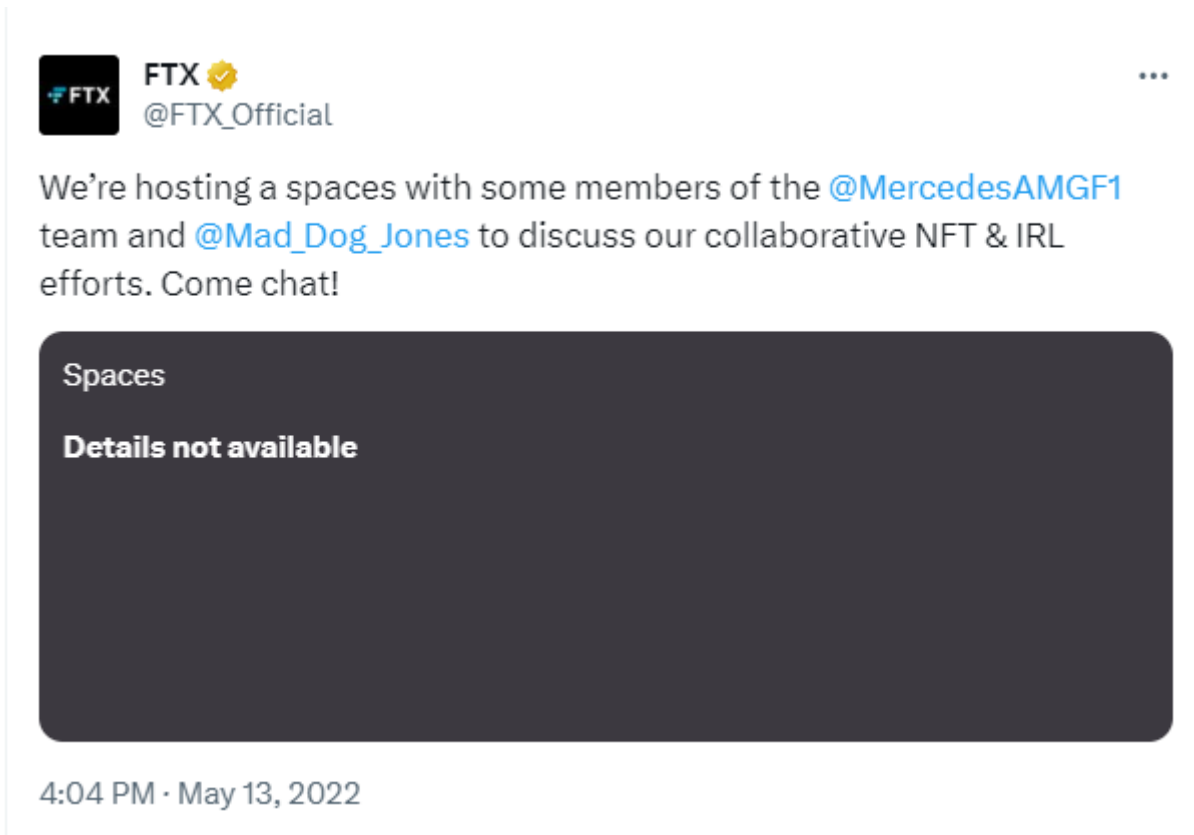 FTX
FTX
@FTX_Official
We’re hosting a spaces with some members of the @MercedesAMGF1
team and @Mad_Dog_Jones to discuss our collaborative NFT & IRL
efforts. Come chat!
Spaces
Details not available
4:04 PM · May 13, 2022